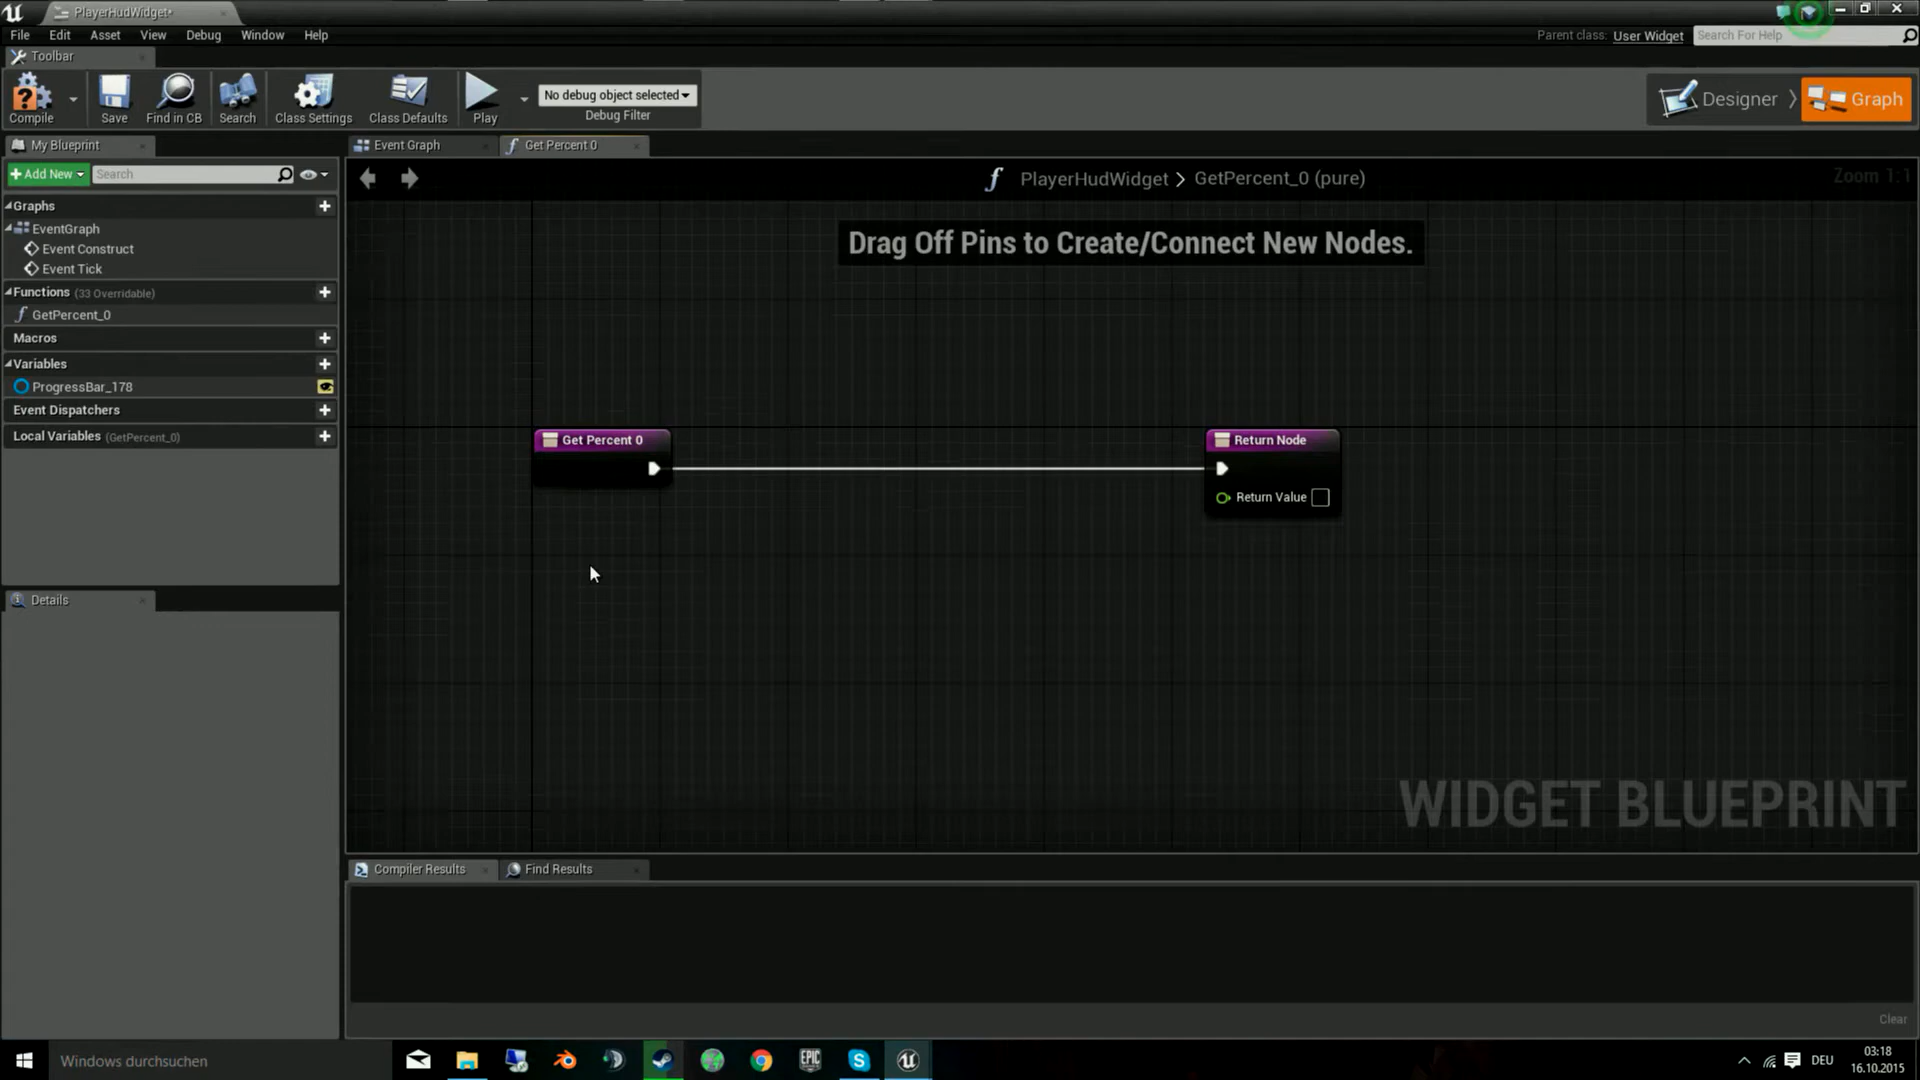 PlayerHudWidget*
File Edit Asset View Debug Window Help
Parent class: User Widget Search For Help
Toolbar
Compile Save Find in CB Search Class Settings Class Defaults Play
No debug object selected
Debug Filter
Designer Graph
My Blueprint
Event Graph Get Percent 0
Add New Search
PlayerHudWidget > GetPercent_0 (pure)
Zoom 1:1
Graphs
EventGraph
Event Construct
Event Tick
Functions (33 Overridable)
GetPercent_0
Macros
Variables
ProgressBar_178
Event Dispatchers
Local Variables (GetPercent_0)
Drag Off Pins to Create/Connect New Nodes.
Get Percent 0
Return Node
Return Value
Details
WIDGET BLUEPRINT
Compiler Results Find Results
Clear
Windows durchsuchen
EPIC
DEU
03:18
16.10.2015